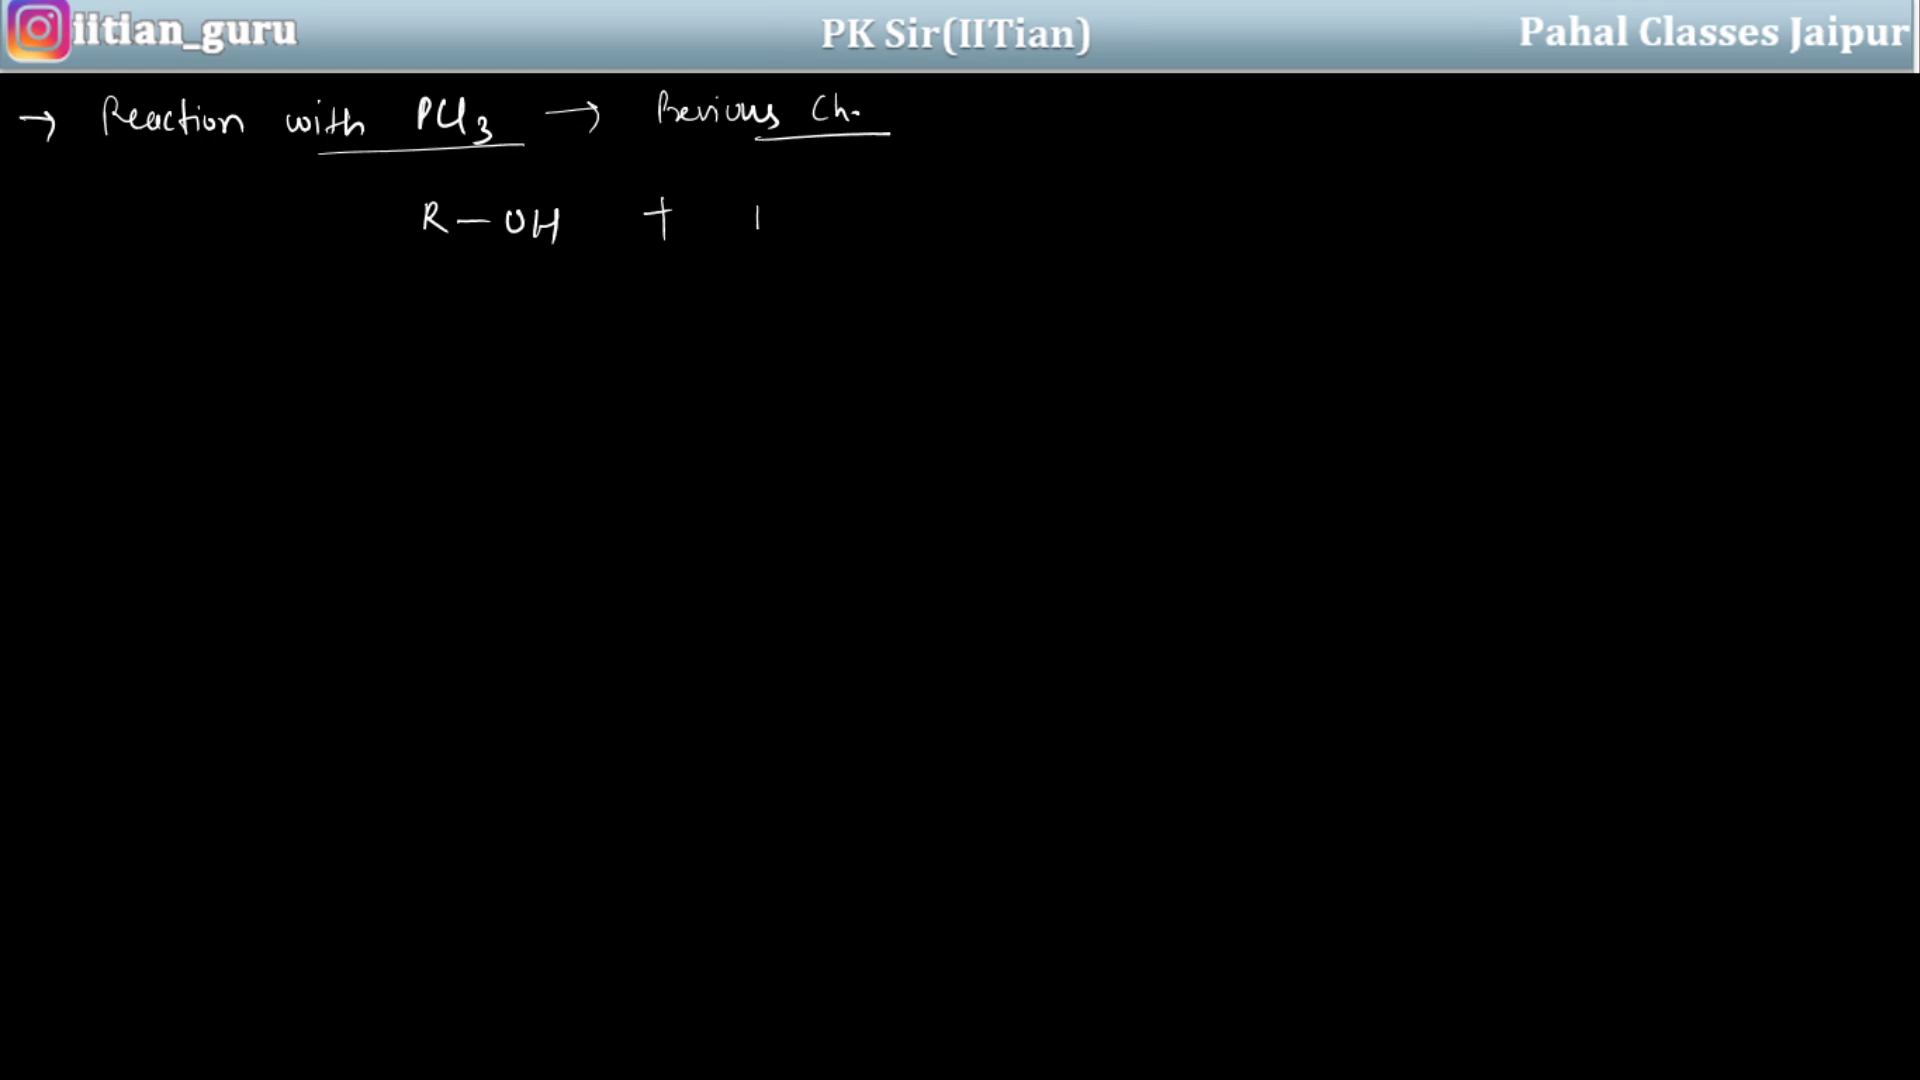 iitian_guru PK Sir(IITian) Pahal Classes Jaipur
→ Reaction with PCl₃ → Previous Ch.
R – OH +